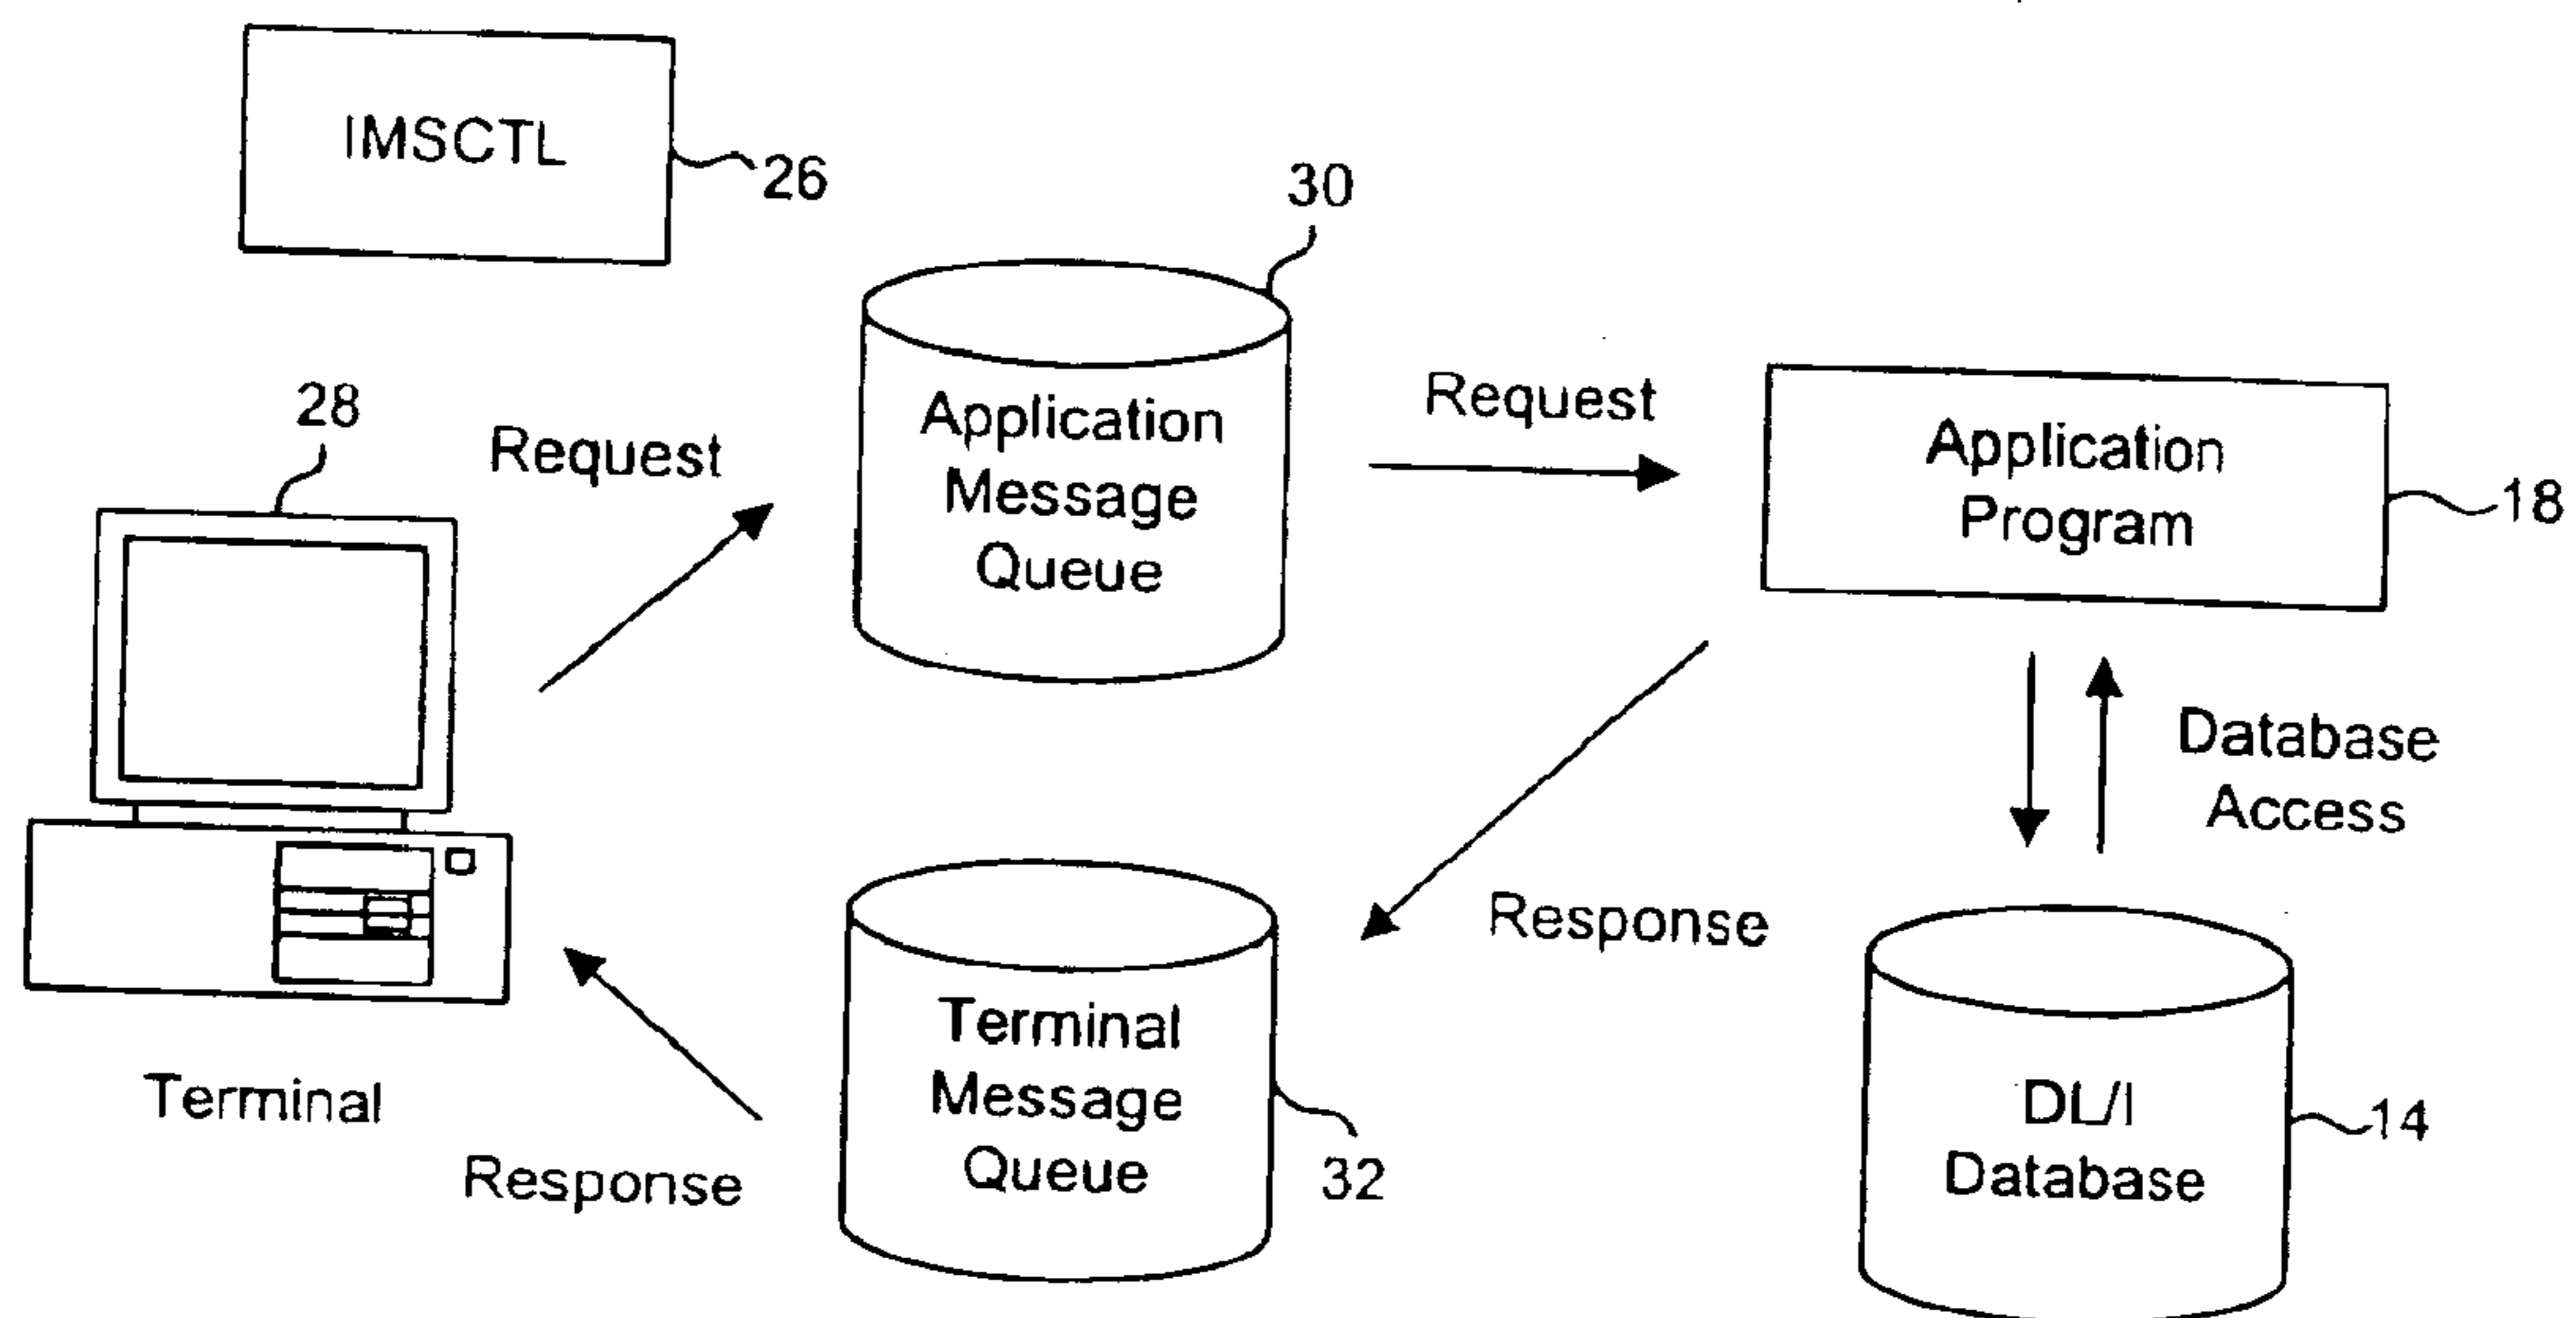 IMSCTL
26
30
28
Request
Application
Message
Queue
Request
Application
Program
18
Database
Access
Response
Terminal
Message
Queue
32
DL/I
Database
14
Terminal
Response